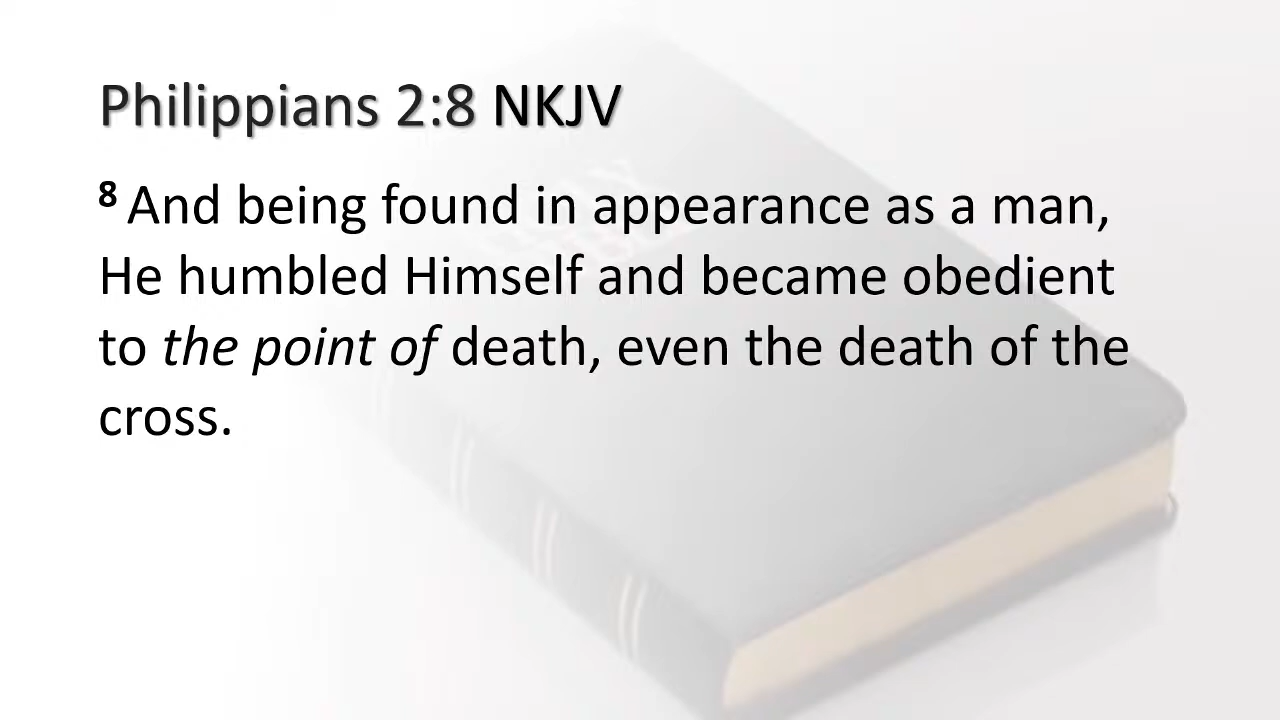 Philippians 2:8 NKJV
8 And being found in appearance as a man,
He humbled Himself and became obedient
to the point of death, even the death of the
cross.